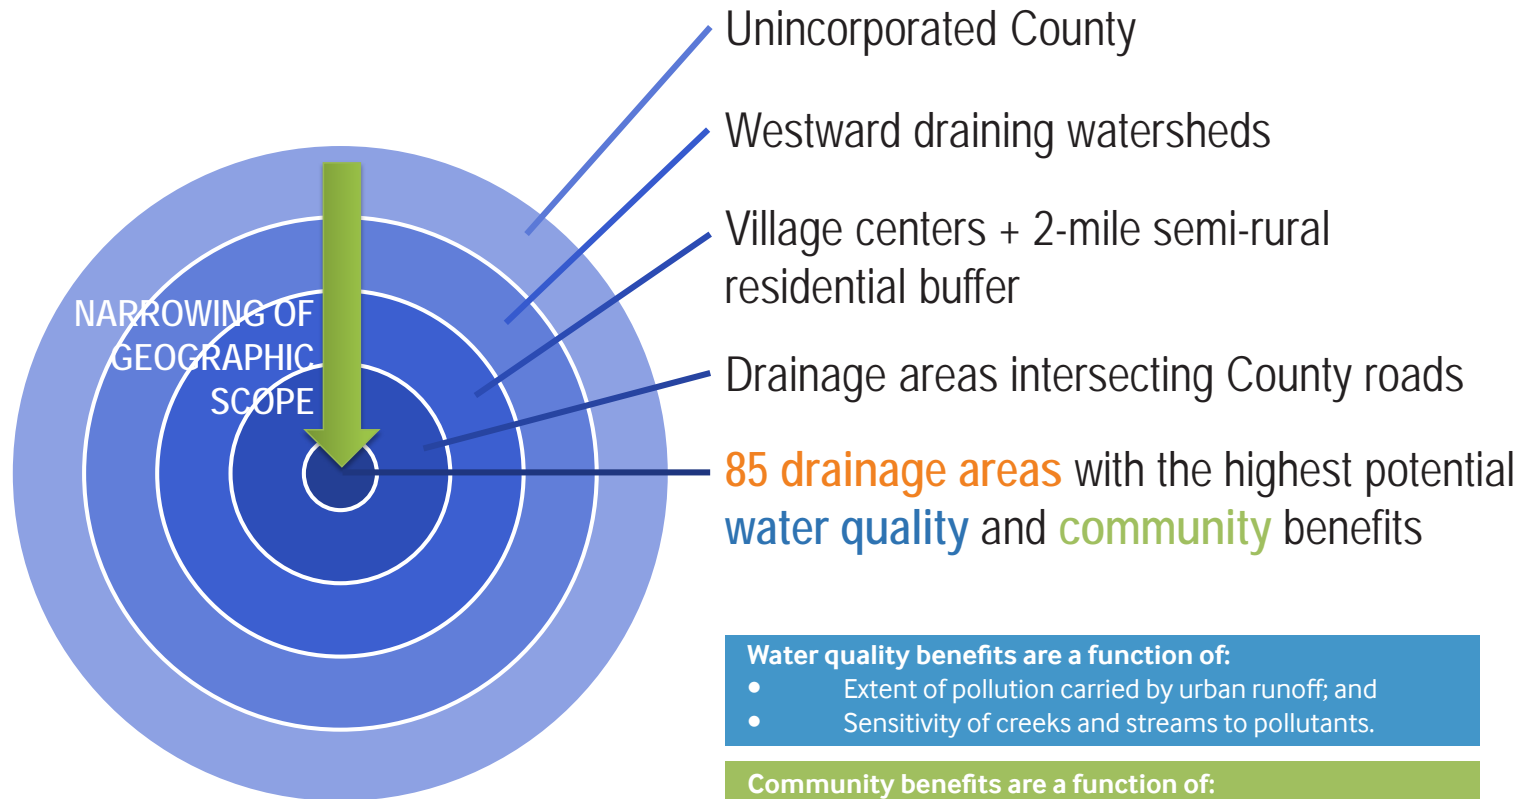 Unincorporated County
Westward draining watersheds
Village centers + 2-mile semi-rural
residential buffer
Drainage areas intersecting County roads
85 drainage areas with the highest potential
water quality and community benefits
NARROWING OF
GEOGRAPHIC
SCOPE
Water quality benefits are a function of:
• Extent of pollution carried by urban runoff; and
• Sensitivity of creeks and streams to pollutants.
Community benefits are a function of: